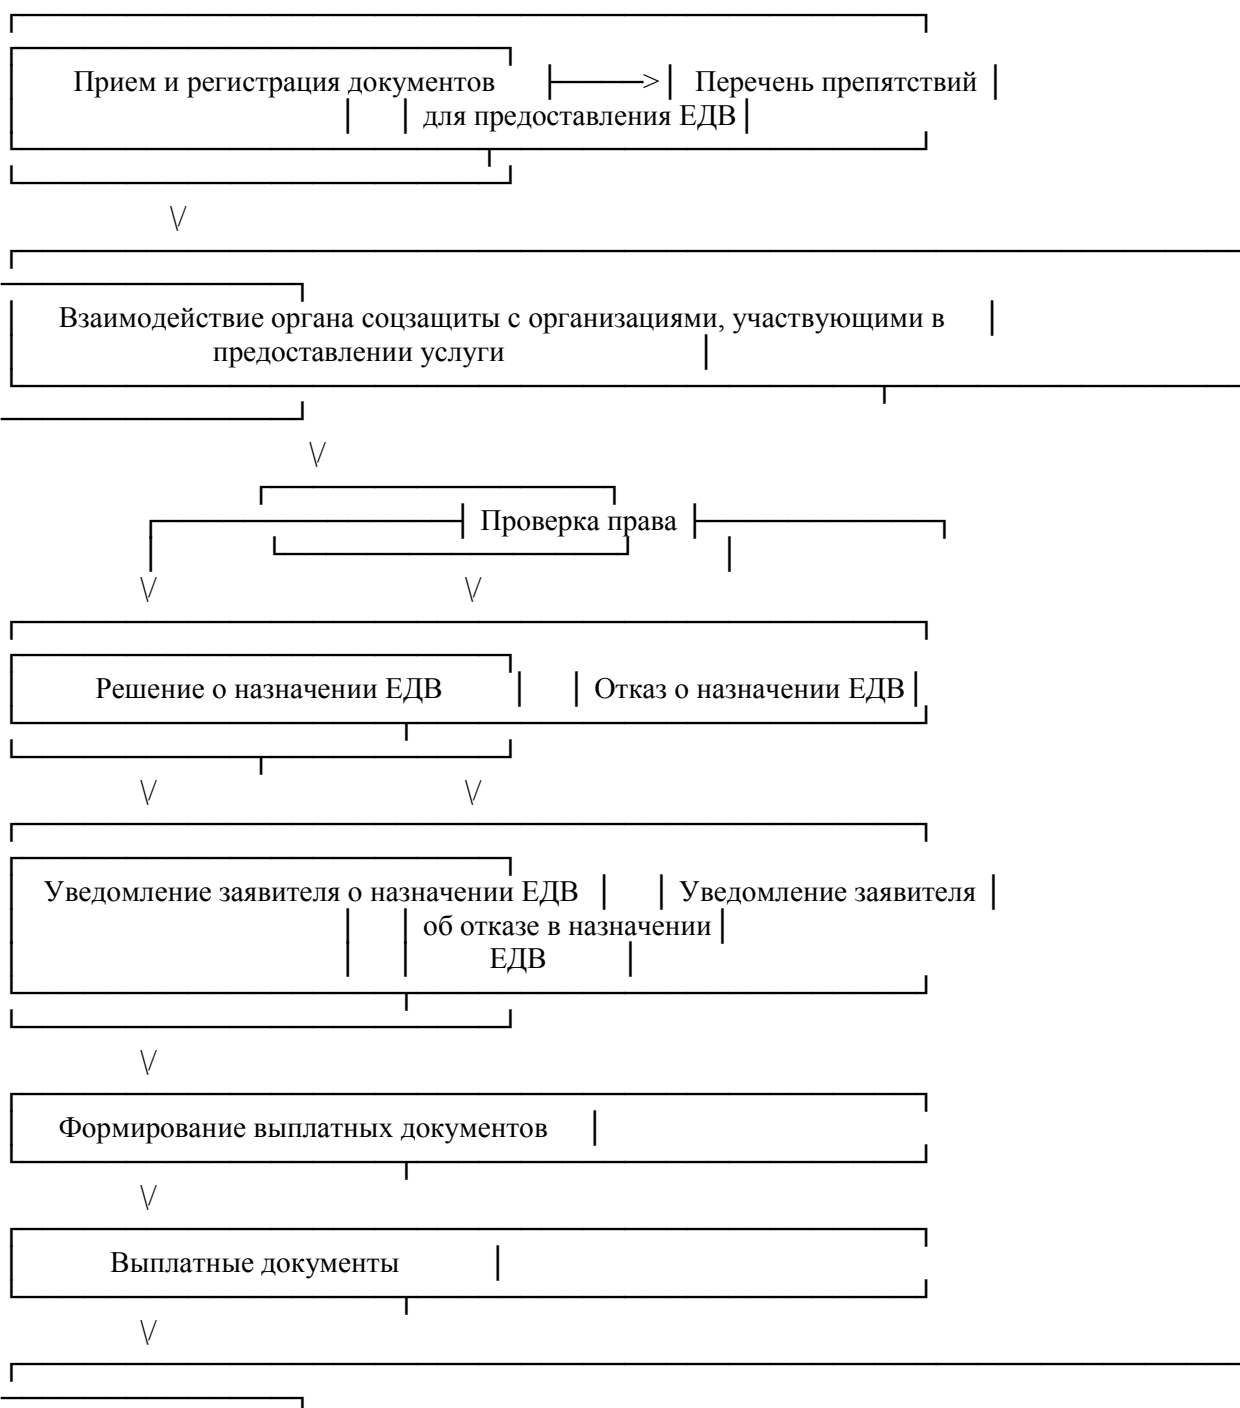 Прием и регистрация документов > Перечень препятствий
для предоставления ЕДВ
\/
Взаимодействие органа соцзащиты с организациями, участвующими в
предоставлении услуги
\/
Проверка права
\/ \/
Решение о назначении ЕДВ Отказ о назначении ЕДВ
\/ \/
Уведомление заявителя о назначении ЕДВ Уведомление заявителя
об отказе в назначении
ЕДВ
\/
Формирование выплатных документов
\/
Выплатные документы
\/